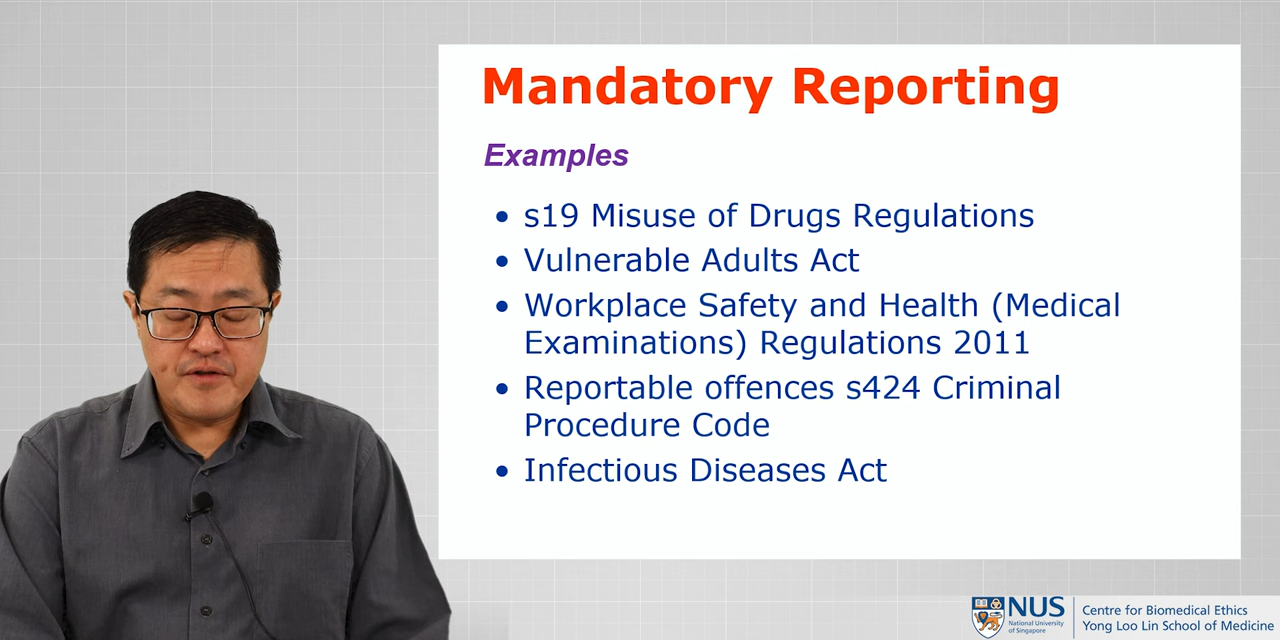 Mandatory Reporting
Examples
• s19 Misuse of Drugs Regulations
• Vulnerable Adults Act
• Workplace Safety and Health (Medical
Examinations) Regulations 2011
• Reportable offences s424 Criminal
Procedure Code
• Infectious Diseases Act
NUS
National University
of Singapore
Centre for Biomedical Ethics
Yong Loo Lin School of Medicine